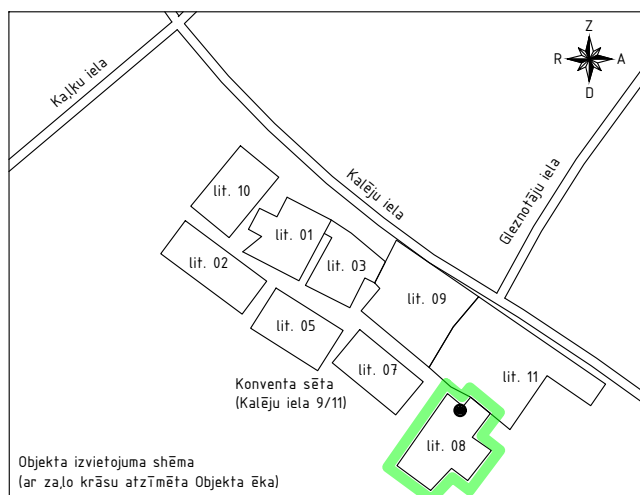 Z
R A
D
Kaļķu iela
Kalēju iela
Gleznotāju iela
lit. 10
lit. 01
lit. 02
lit. 03
lit. 09
lit. 05
lit. 07
lit. 11
Konventa sēta
(Kalēju iela 9/11)
lit. 08
Objekta izvietojuma shēma
(ar zaļo krāsu atzīmēta Objekta ēka)